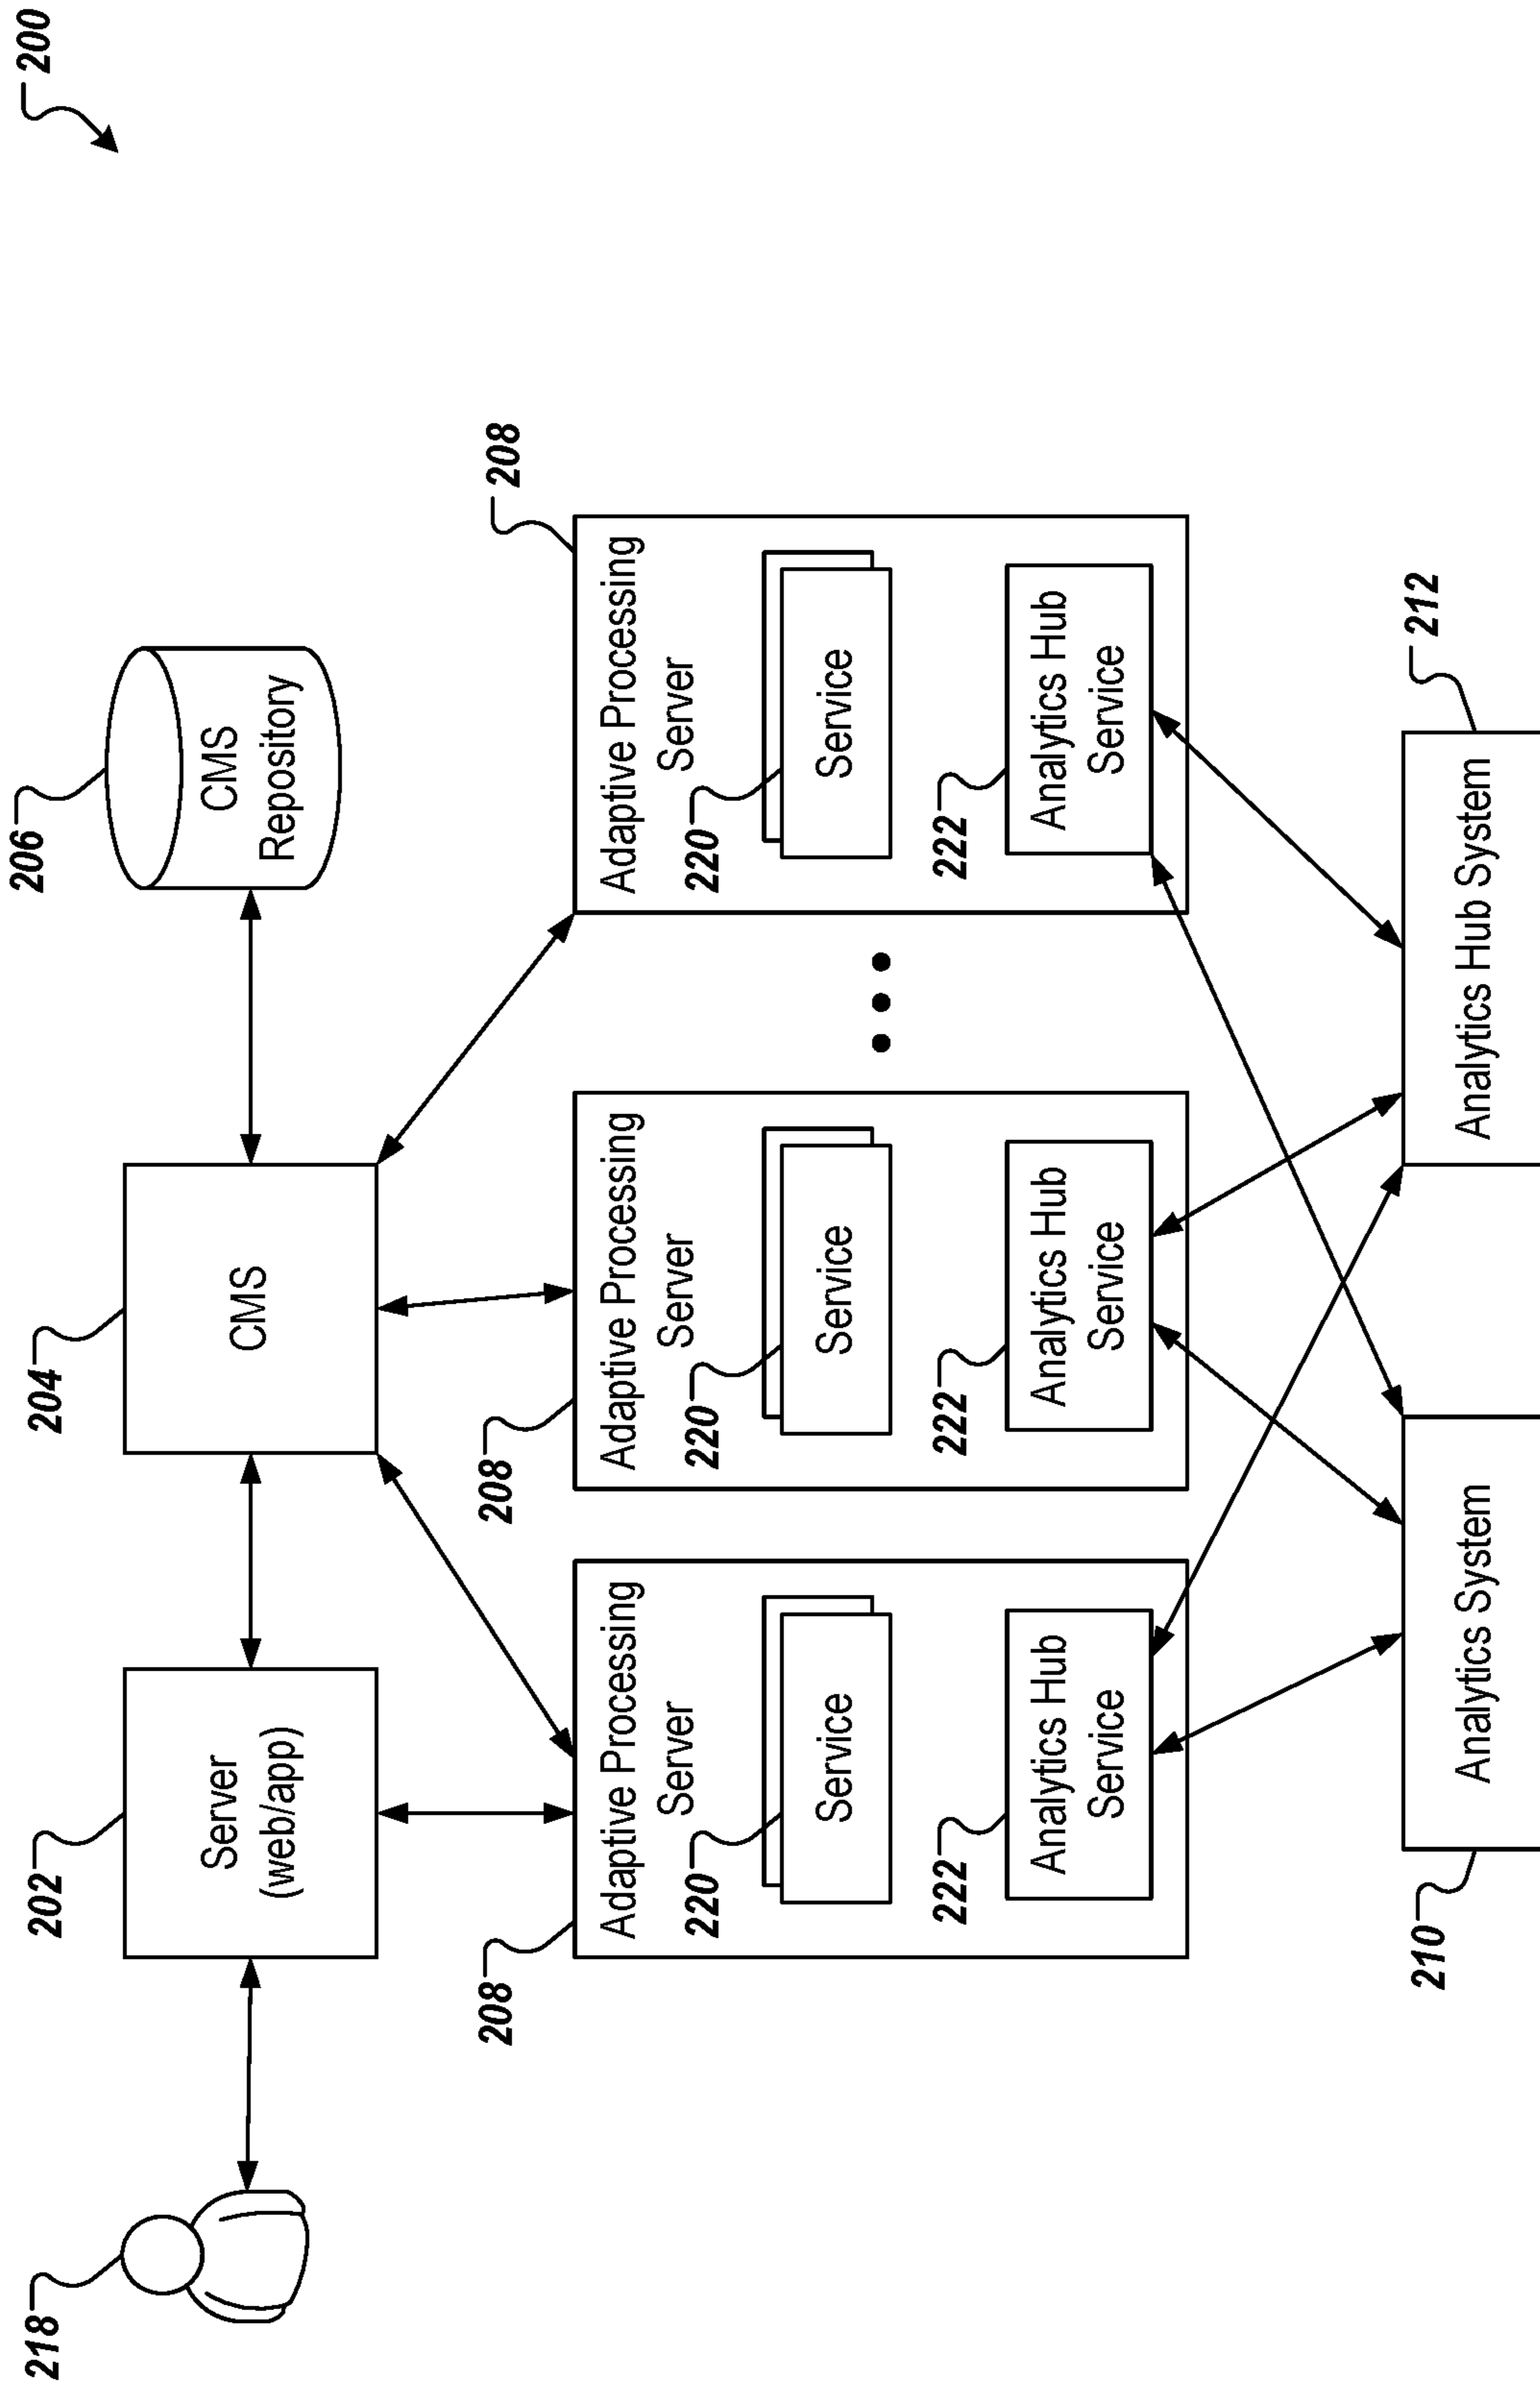 200
218
202
204
206
Server
(web/app)
CMS
CMS
Repository
208
208
208
Adaptive Processing
Server
220
Service
222
Analytics Hub
Service
Adaptive Processing
Server
220
Service
222
Analytics Hub
Service
Adaptive Processing
Server
220
Service
222
Analytics Hub
Service
210
Analytics System
212
Analytics Hub System